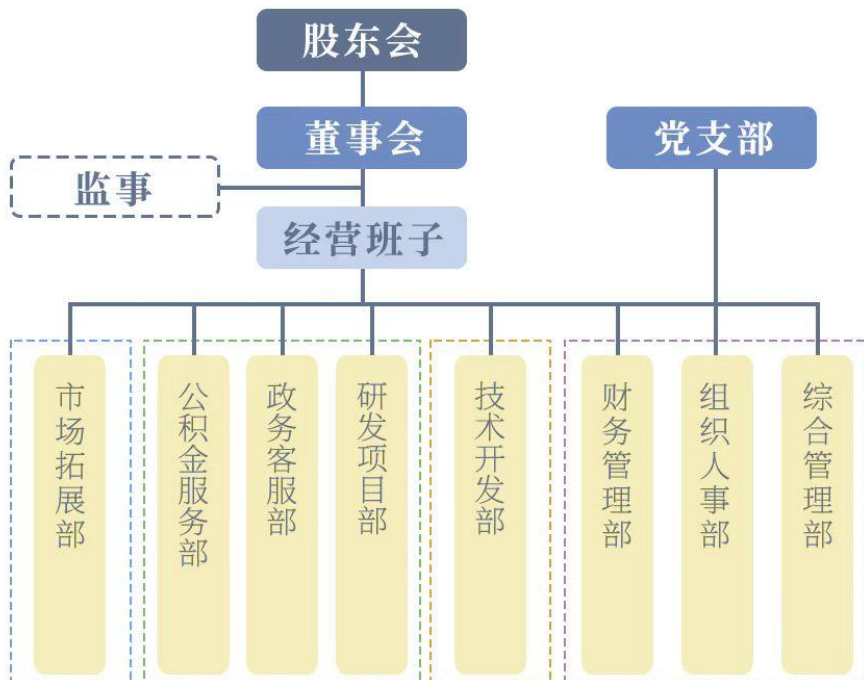 股东会
董事会
党支部
监事
经营班子
市场拓展部
公积金服务部
政务客服部
研发项目部
技术开发部
财务管理部
组织人事部
综合管理部